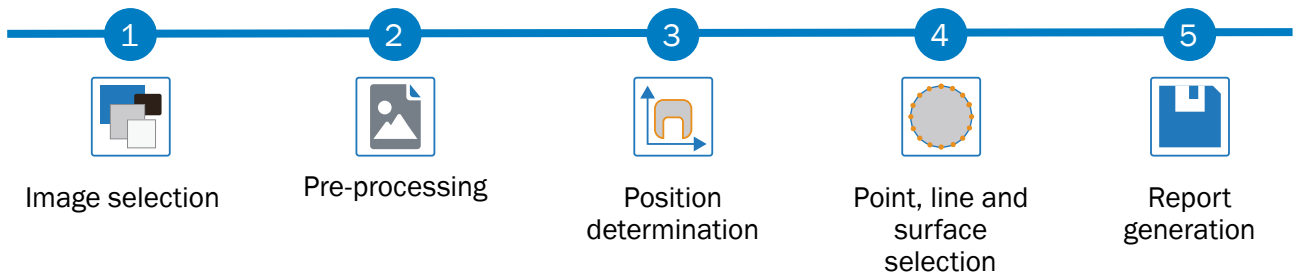 1
2
3
4
5
Image selection
Pre-processing
Position
determination
Point, line and
surface
selection
Report
generation